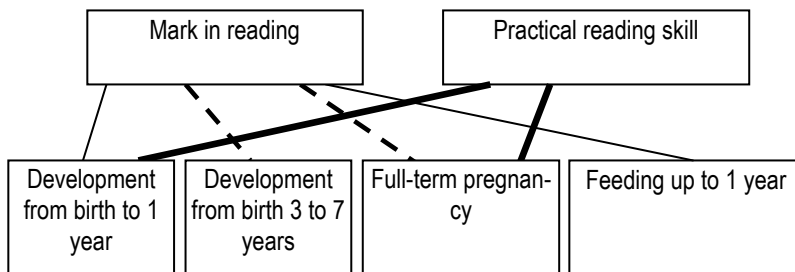 Mark in reading
Practical reading skill
Development
from birth to 1
year
Development
from birth 3 to 7
years
Full-term pregnan-
cy
Feeding up to 1 year